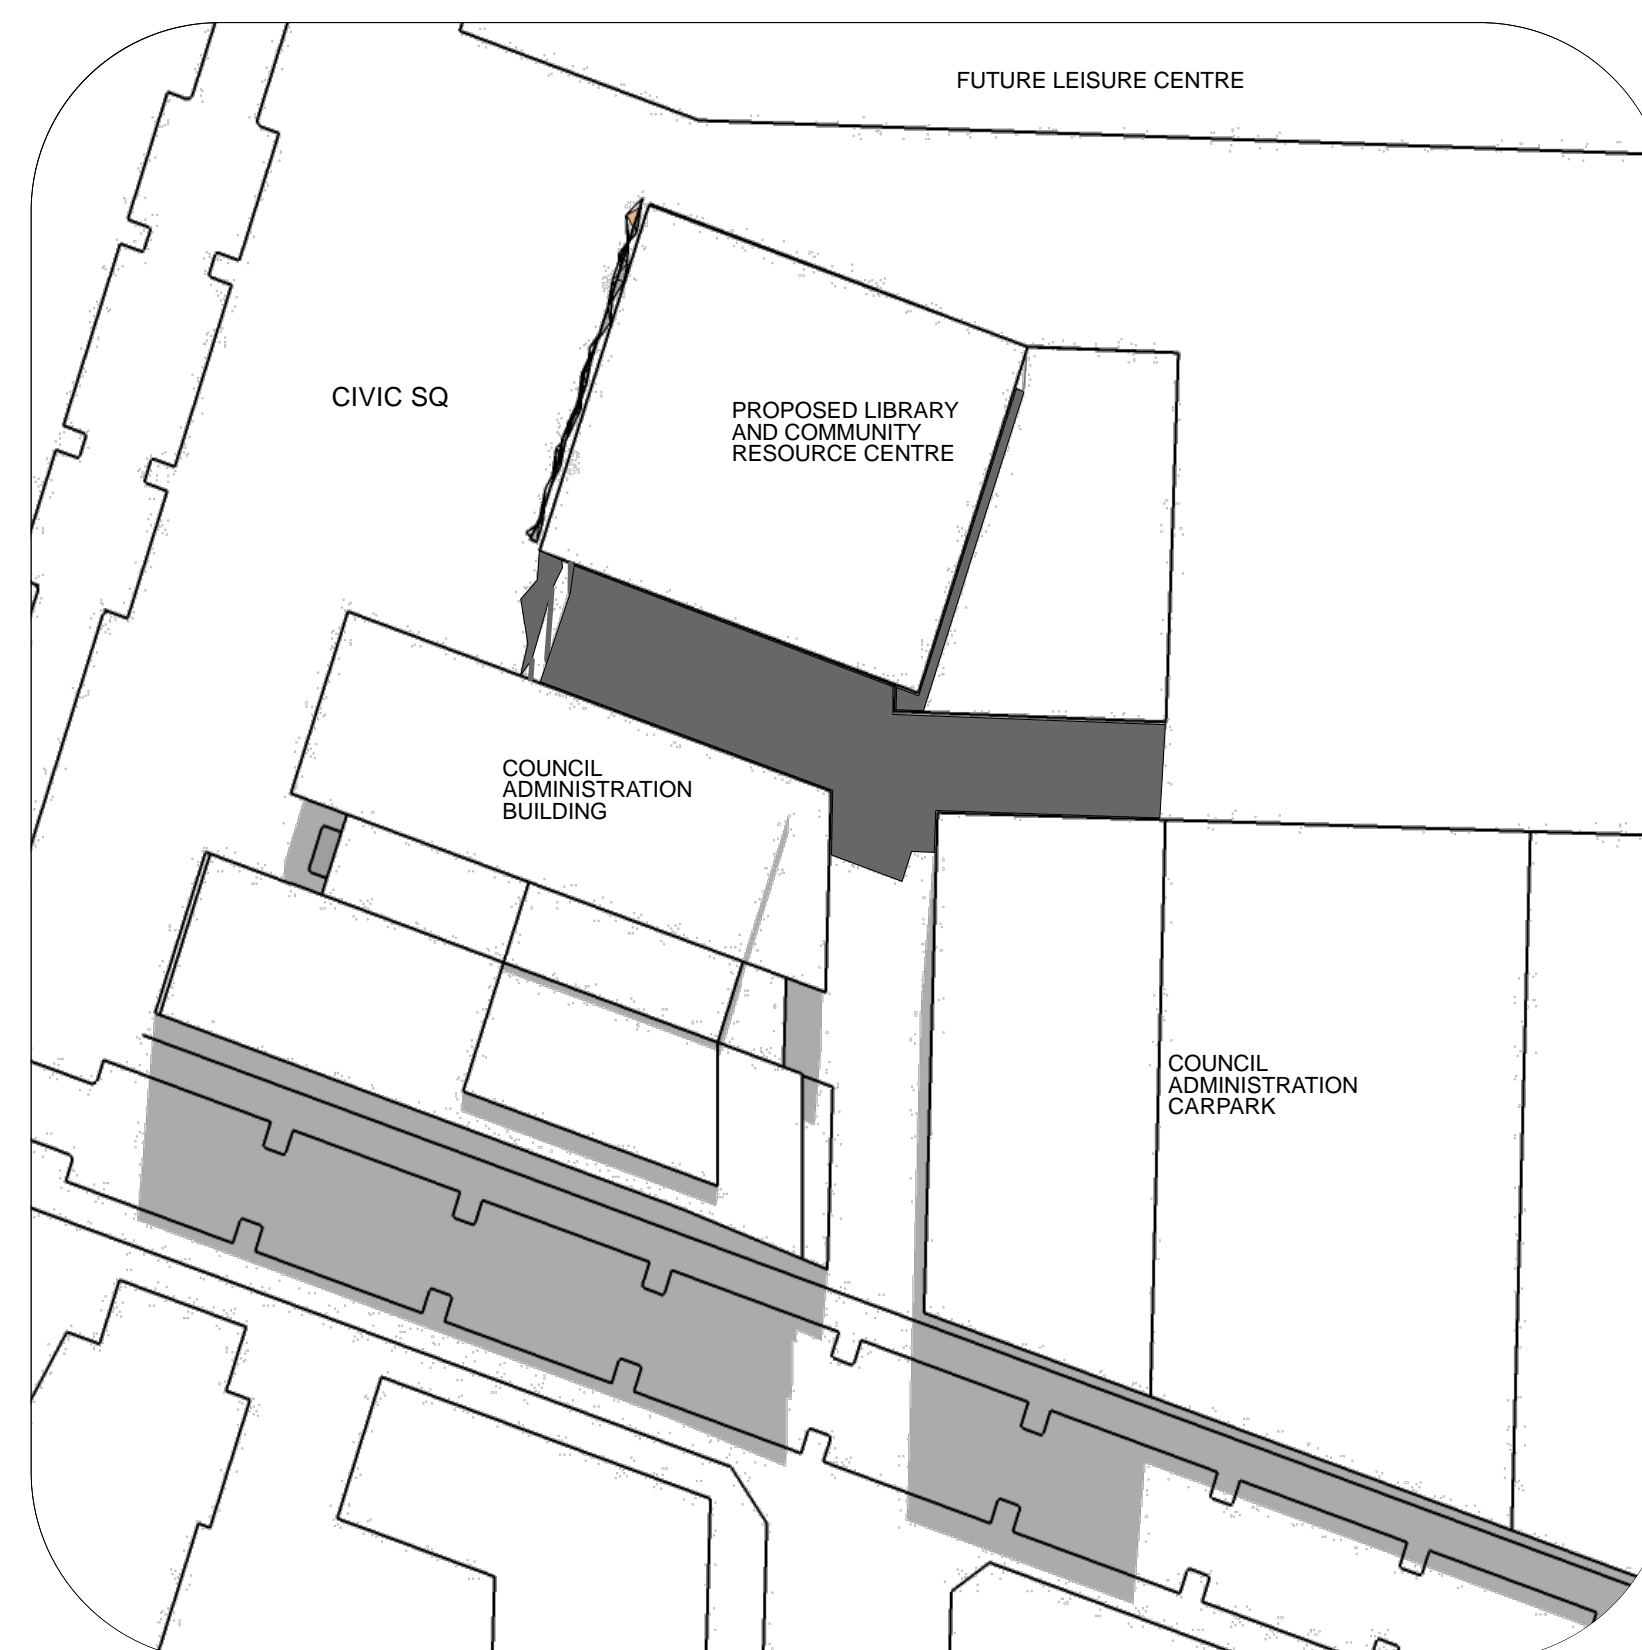 FUTURE LEISURE CENTRE
CIVIC SQ
PROPOSED LIBRARY
AND COMMUNITY
RESOURCE CENTRE
COUNCIL
ADMINISTRATION
BUILDING
COUNCIL
ADMINISTRATION
CARPARK